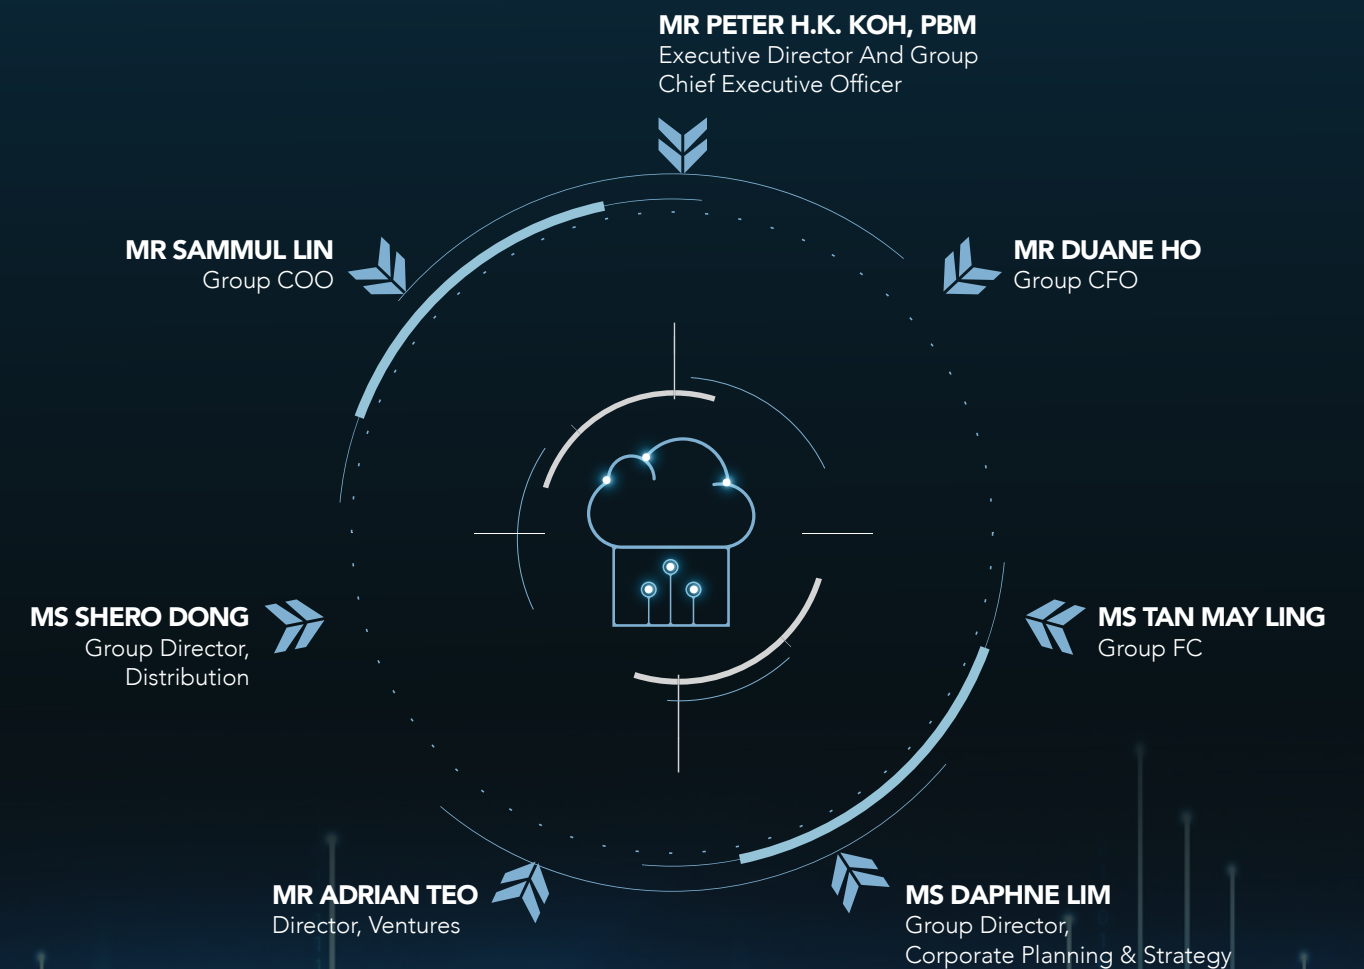 MR PETER H.K. KOH, PBM
Executive Director And Group
Chief Executive Officer
MR SAMMUL LIN
Group COO
MR DUANE HO
Group CFO
MS SHERO DONG
Group Director,
Distribution
MS TAN MAY LING
Group FC
MR ADRIAN TEO
Director, Ventures
MS DAPHNE LIM
Group Director,
Corporate Planning & Strategy